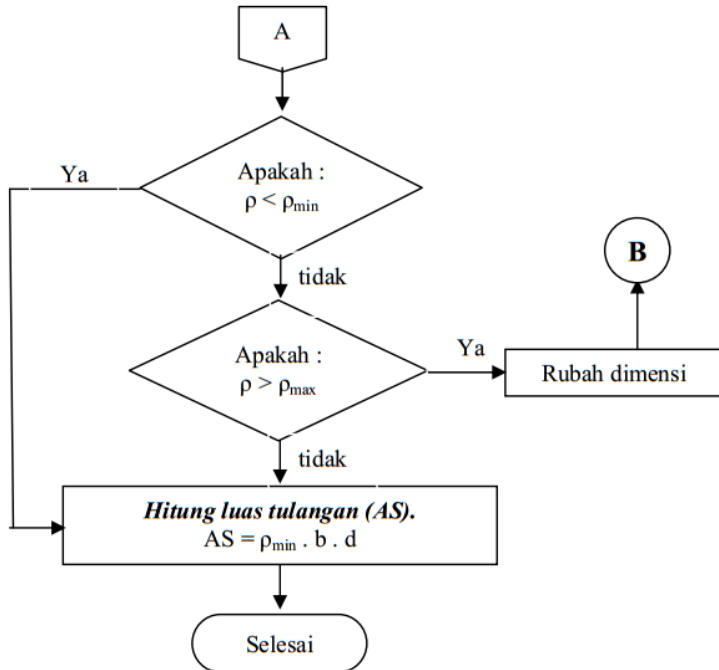 A
Apakah :
ρ < ρmin
Ya
tidak
B
Apakah :
ρ > ρmax
Ya
Rubah dimensi
tidak
Hitung luas tulangan (AS).
AS = ρmin . b . d
Selesai